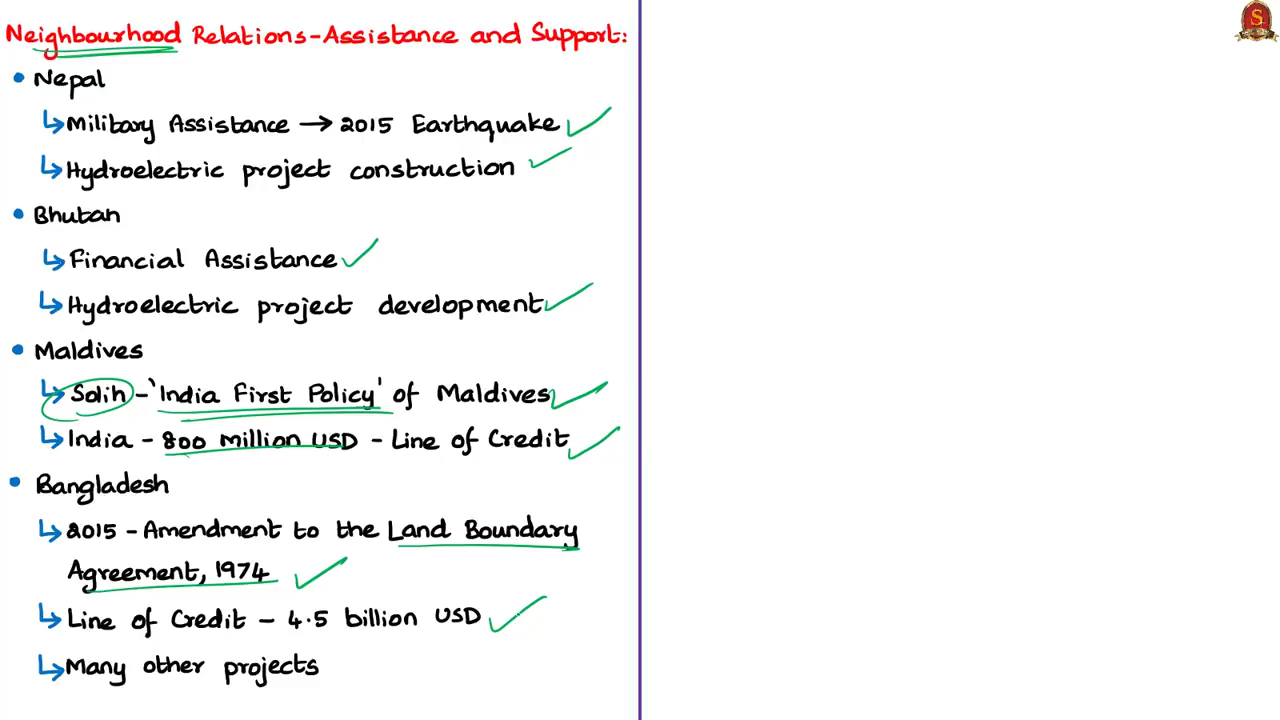 Neighbourhood Relations-Assistance and Support:
• Nepal
↳ Military Assistance → 2015 Earthquake
↳ Hydroelectric project construction
• Bhutan
↳ Financial Assistance
↳ Hydroelectric project development
• Maldives
↳ Solih - 'India First Policy' of Maldives
↳ India - 800 million USD - Line of Credit
• Bangladesh
↳ 2015 - Amendment to the Land Boundary
Agreement, 1974
↳ Line of Credit - 4.5 billion USD
↳ Many other projects
S